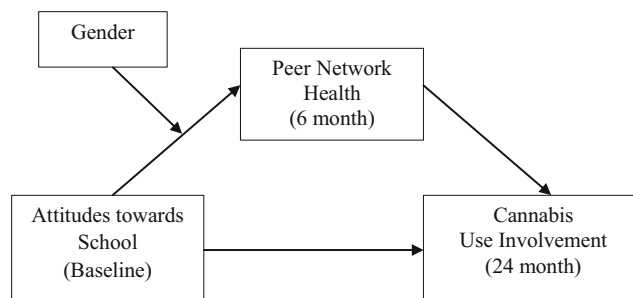 Gender
Peer Network
Health
(6 month)
Attitudes towards
School
(Baseline)
Cannabis
Use Involvement
(24 month)